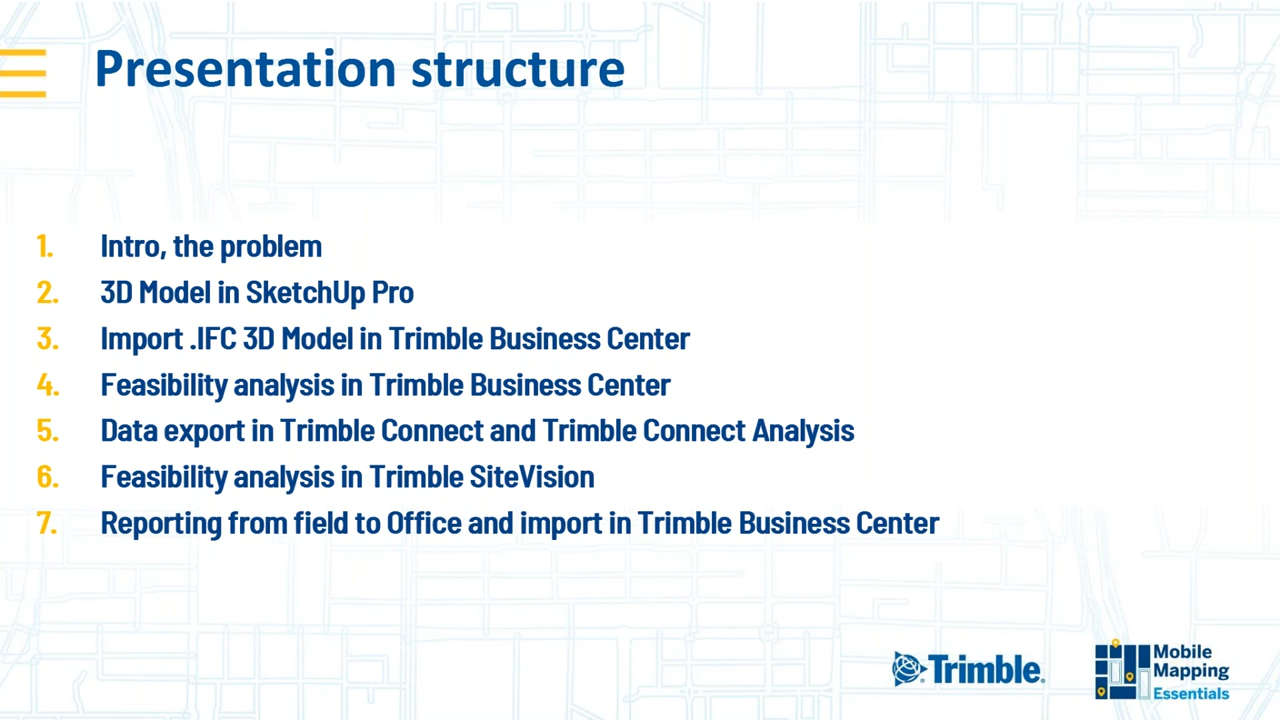 Presentation structure
1. Intro, the problem
2. 3D Model in SketchUp Pro
3. Import .IFC 3D Model in Trimble Business Center
4. Feasibility analysis in Trimble Business Center
5. Data export in Trimble Connect and Trimble Connect Analysis
6. Feasibility analysis in Trimble SiteVision
7. Reporting from field to Office and import in Trimble Business Center
Trimble®
Mobile
Mapping
Essentials